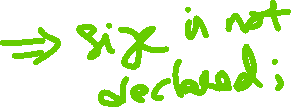 ⇒ size is not
declared;